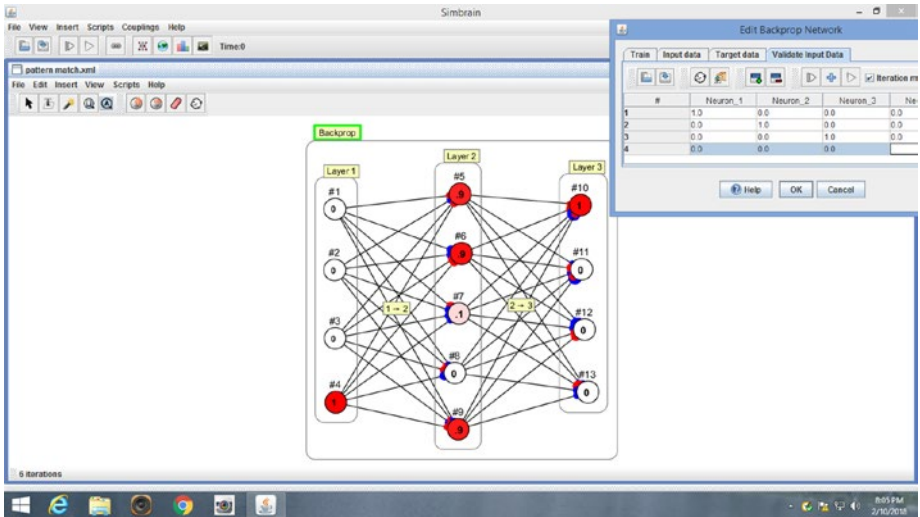 Simbrain
File View Insert Scripts Couplings Help
Time:0
pattern match.xml
File Edit Insert View Scripts Help
Backprop
Layer 1
Layer 2
Layer 3
#1
0
#2
0
#3
0
#4
1
1 → 2
#5
.9
#6
.9
#7
.1
#8
0
#9
.9
2 → 3
#10
1
#11
0
#12
0
#13
0
6 iterations
Edit Backprop Network
Train Input data Target data Validate Input Data
Iteration
# Neuron_1 Neuron_2 Neuron_3
1 1.0 0.0 0.0 0.0
2 0.0 1.0 0.0 0.0
3 0.0 0.0 1.0 0.0
4 0.0 0.0 0.0
Help OK Cancel
8:05 PM
2/10/2018